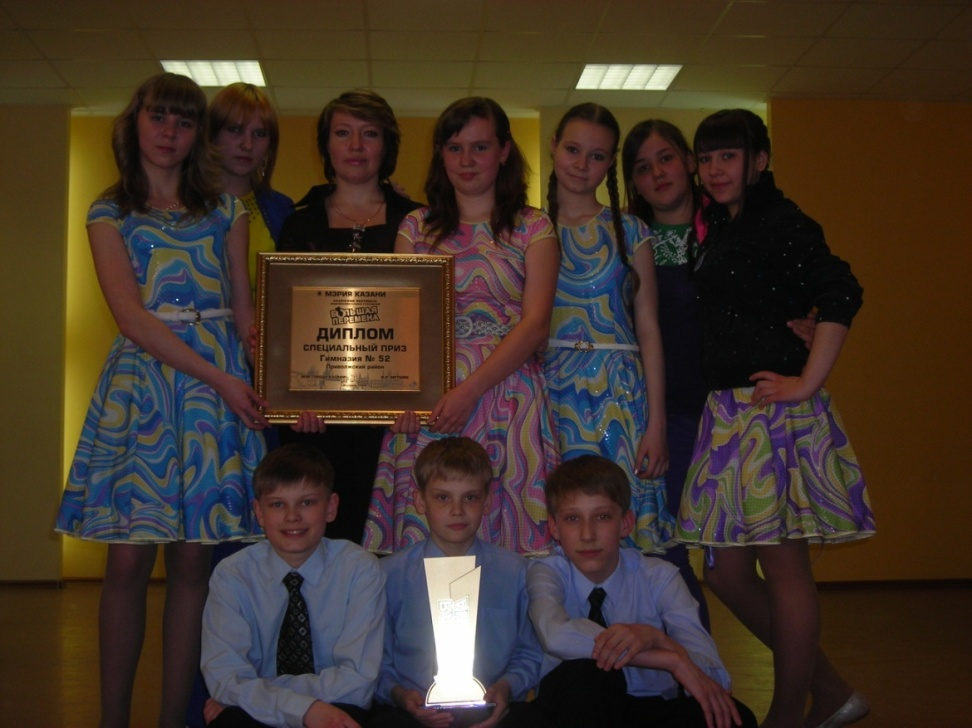 МЭРИЯ КАЗАНИ
БОЛЬШАЯ
ПЕРЕМЕНА
ДИПЛОМ
СПЕЦИАЛЬНЫЙ ПРИЗ
Гимназия № 52
Приволжский район